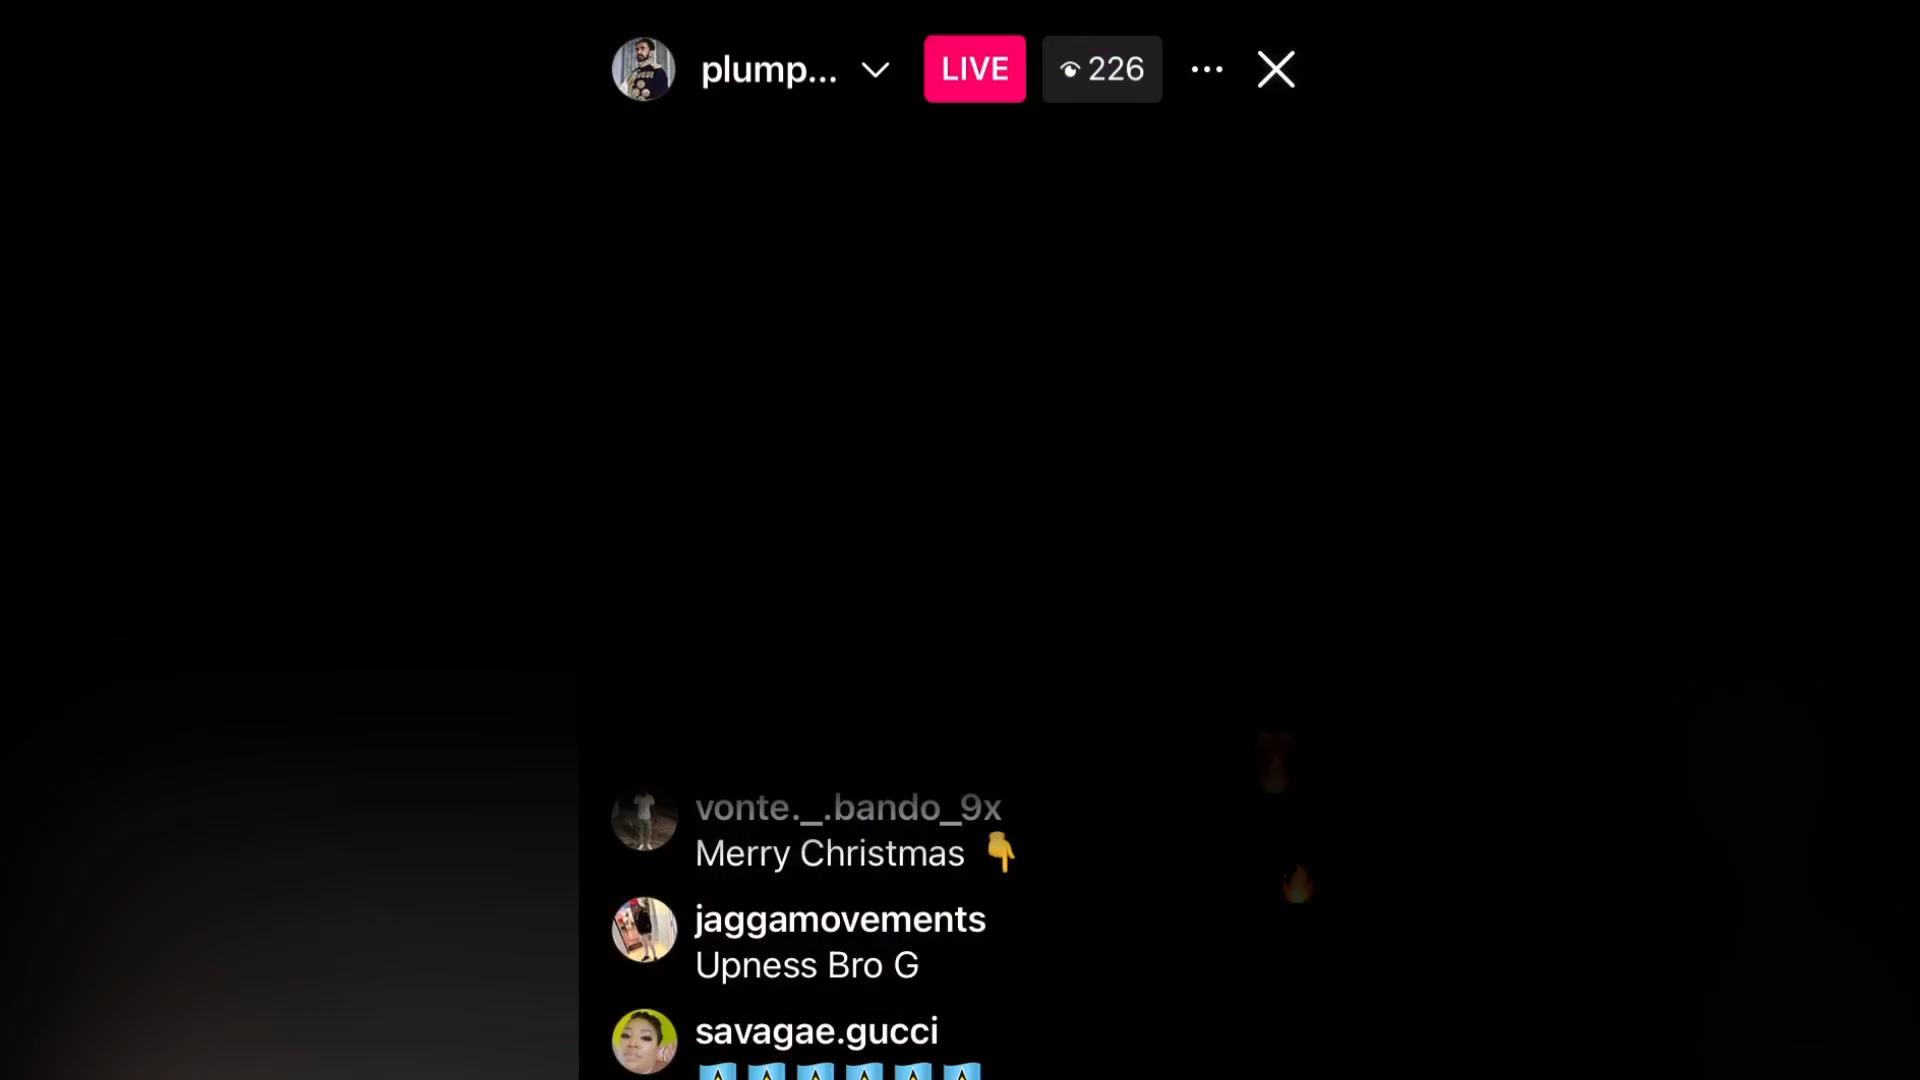 plump...
LIVE
226
vonte._.bando_9x
Merry Christmas 👇
jaggamovements
Upness Bro G
savagae.gucci
🇱🇨🇱🇨🇱🇨🇱🇨🇱🇨🇱🇨